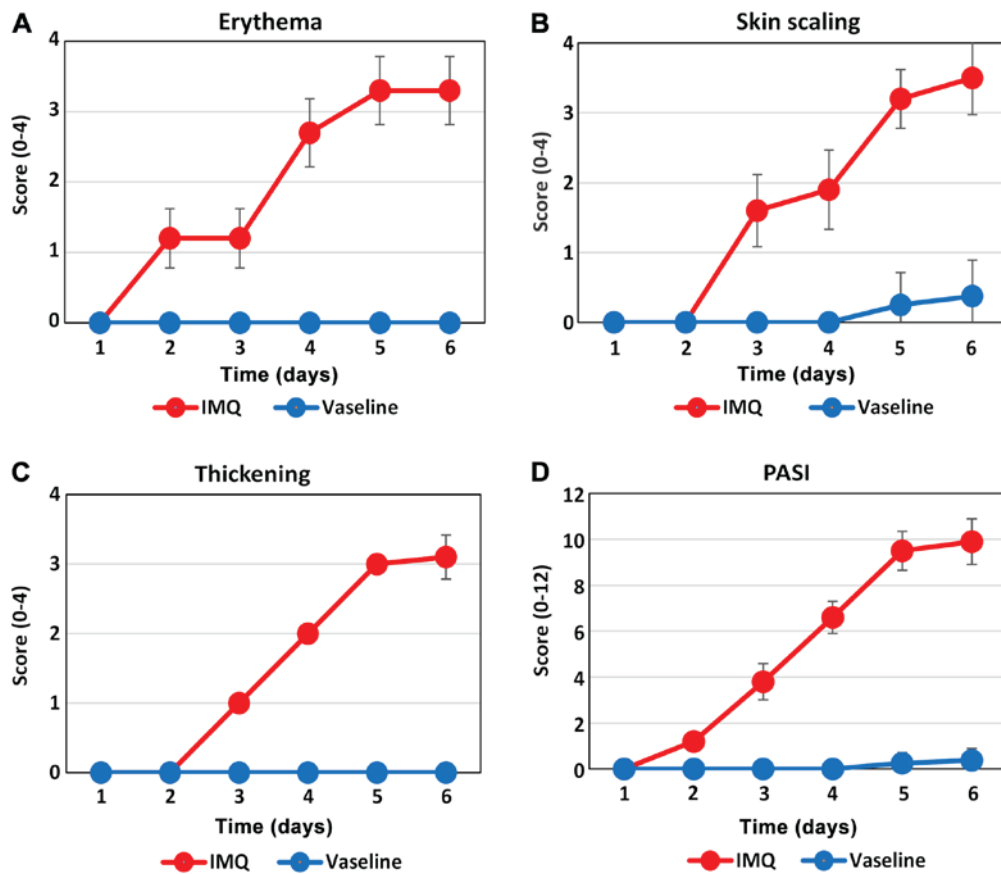 A Erythema
Score (0-4)
4
3
2
1
0
1 2 3 4 5 6
Time (days)
IMQ Vaseline
B Skin scaling
Score (0-4)
4
3
2
1
0
1 2 3 4 5 6
Time (days)
IMQ Vaseline
C Thickening
Score (0-4)
4
3
2
1
0
1 2 3 4 5 6
Time (days)
IMQ Vaseline
D PASI
Score (0-12)
12
10
8
6
4
2
0
1 2 3 4 5 6
Time (days)
IMQ Vaseline